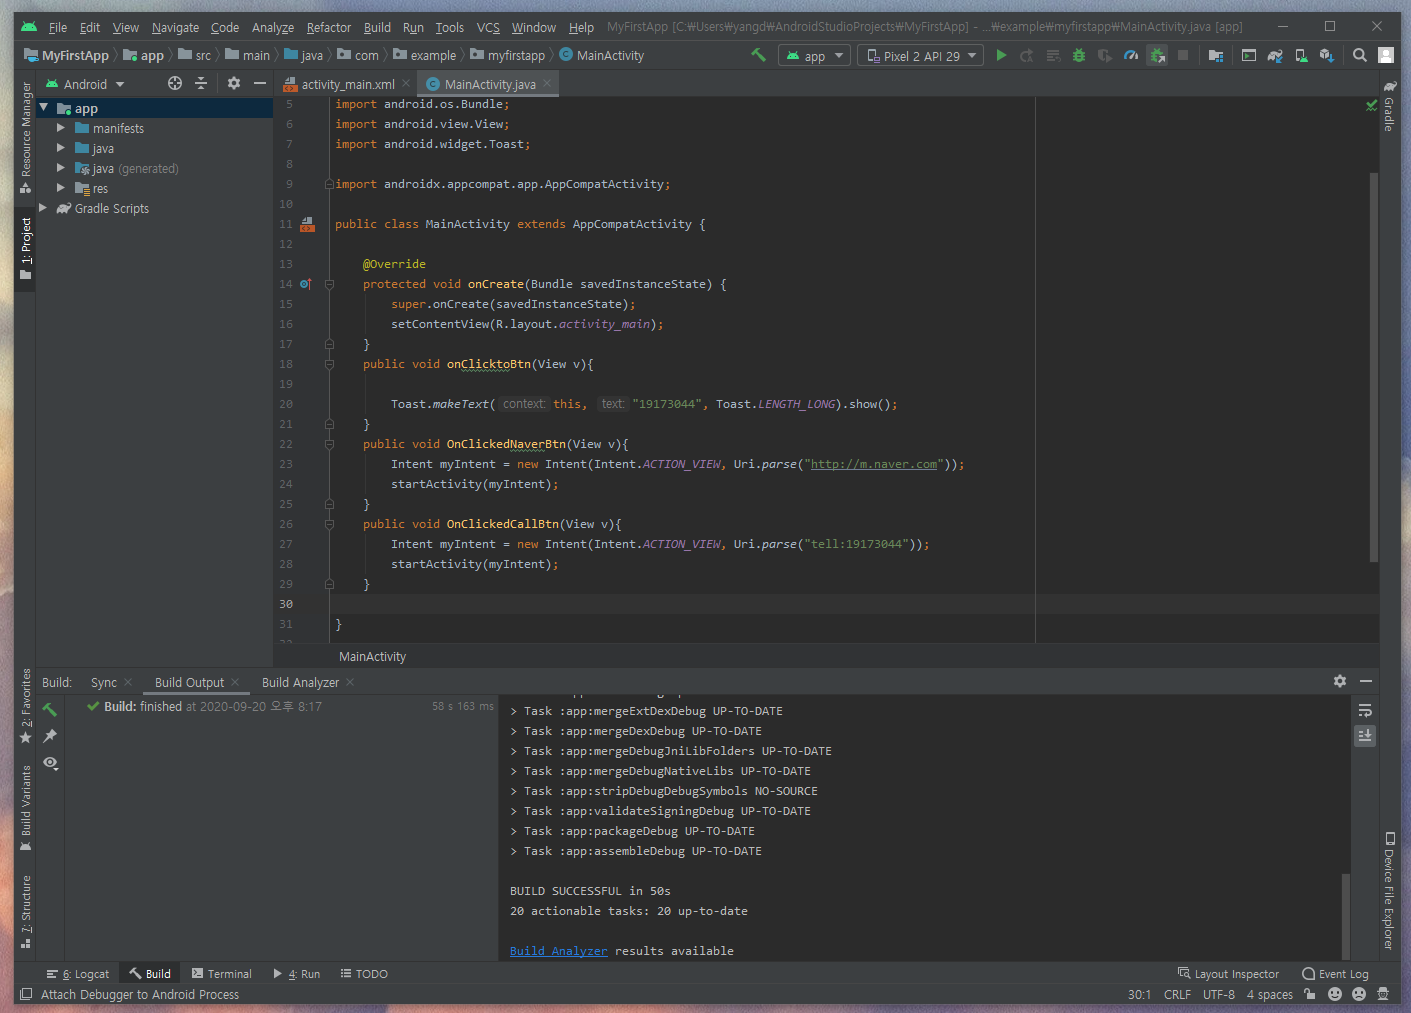 File Edit View Navigate Code Analyze Refactor Build Run Tools VCS Window Help MyFirstApp [C:₩Users₩yangd₩AndroidStudioProjects₩MyFirstApp] - ...₩example₩myfirstapp₩MainActivity.java [app]
MyFirstApp app src main java com example myfirstapp MainActivity app Pixel 2 API 29
Android activity_main.xml MainActivity.java
Resource Manager
1: Project
2: Favorites
Build Variants
7: Structure
app
manifests
java
java (generated)
res
Gradle Scripts
5 import android.os.Bundle;
6 import android.view.View;
7 import android.widget.Toast;
8
9 import androidx.appcompat.app.AppCompatActivity;
10
11 public class MainActivity extends AppCompatActivity {
12
13 @Override
14 protected void onCreate(Bundle savedInstanceState) {
15 super.onCreate(savedInstanceState);
16 setContentView(R.layout.activity_main);
17 }
18 public void onClicktoBtn(View v){
19
20 Toast.makeText( context: this, text: "19173044", Toast.LENGTH_LONG).show();
21 }
22 public void OnClickedNaverBtn(View v){
23 Intent myIntent = new Intent(Intent.ACTION_VIEW, Uri.parse("http://m.naver.com"));
24 startActivity(myIntent);
25 }
26 public void OnClickedCallBtn(View v){
27 Intent myIntent = new Intent(Intent.ACTION_VIEW, Uri.parse("tell:19173044"));
28 startActivity(myIntent);
29 }
30
31 }
MainActivity
Gradle
Device File Explorer
Build: Sync Build Output Build Analyzer
Build: finished at 2020-09-20 오후 8:17 58 s 163 ms
> Task :app:mergeExtDexDebug UP-TO-DATE
> Task :app:mergeDexDebug UP-TO-DATE
> Task :app:mergeDebugJniLibFolders UP-TO-DATE
> Task :app:mergeDebugNativeLibs UP-TO-DATE
> Task :app:stripDebugDebugSymbols NO-SOURCE
> Task :app:validateSigningDebug UP-TO-DATE
> Task :app:packageDebug UP-TO-DATE
> Task :app:assembleDebug UP-TO-DATE
BUILD SUCCESSFUL in 50s
20 actionable tasks: 20 up-to-date
Build Analyzer results available
6: Logcat Build Terminal 4: Run TODO Layout Inspector Event Log
Attach Debugger to Android Process 30:1 CRLF UTF-8 4 spaces